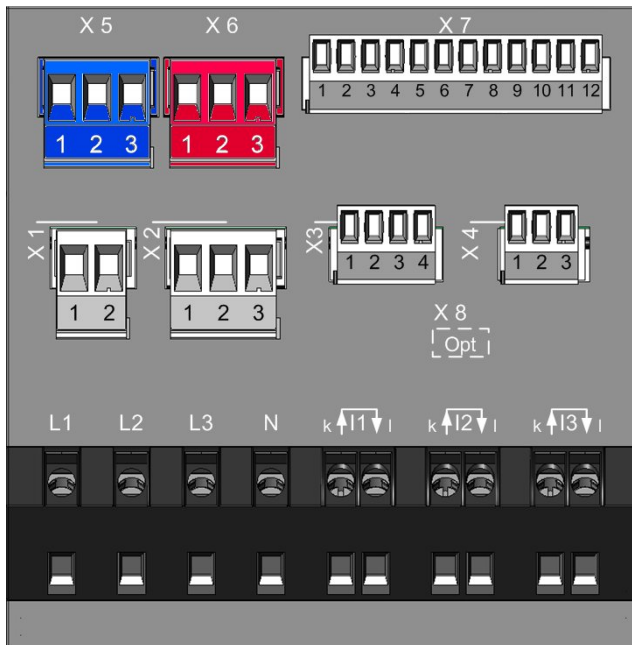 X 5 X 6 X 7
1 2 3 1 2 3 1 2 3 4 5 6 7 8 9 10 11 12
X 1 X 2 X3 X 4
1 2 1 2 3 1 2 3 4 1 2 3
X 8
Opt
L1 L2 L3 N k I1 l k I2 l k I3 l